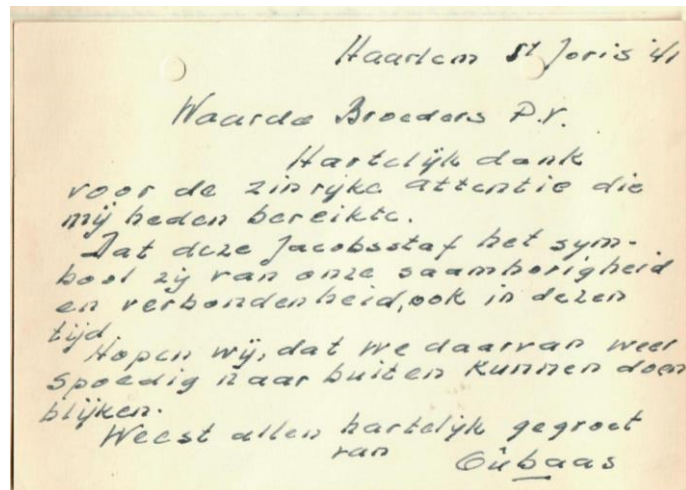 Haarlem St Joris '41
Waarde Broeders P.V.
Hartelijk dank
voor de zinrijke attentie die
mij heden bereikte.
Dat deze Jacobsstaf het sym-
bool zij van onze saamhorigheid
en verbondenheid, ook in dezen
tijd.
Hopen wij, dat we daarvan weer
spoedig naar buiten kunnen doen
blijken.
Weest allen hartelijk gegroet
van Oûbaas